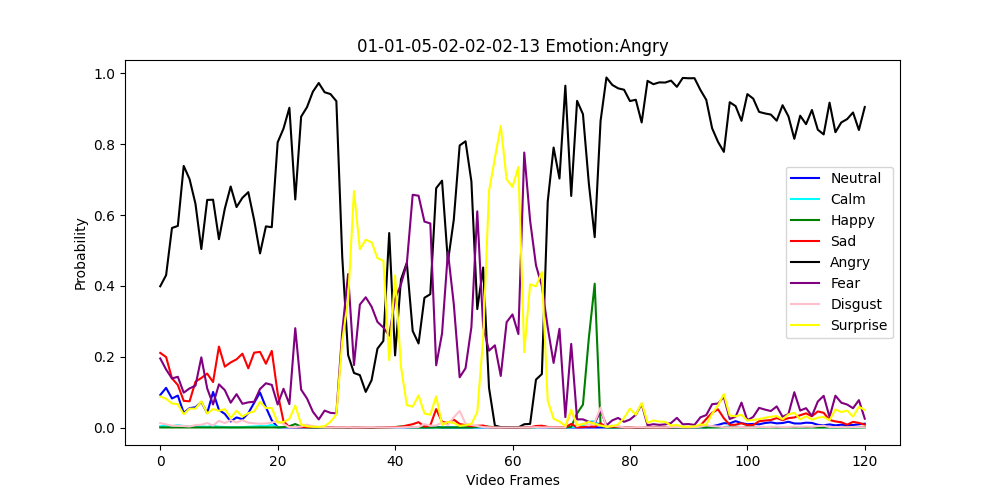 01-01-05-02-02-02-13 Emotion:Angry
Probability
1.0
0.8
0.6
0.4
0.2
0.0
0
20
40
60
80
100
120
Video Frames
Neutral
Calm
Happy
Sad
Angry
Fear
Disgust
Surprise